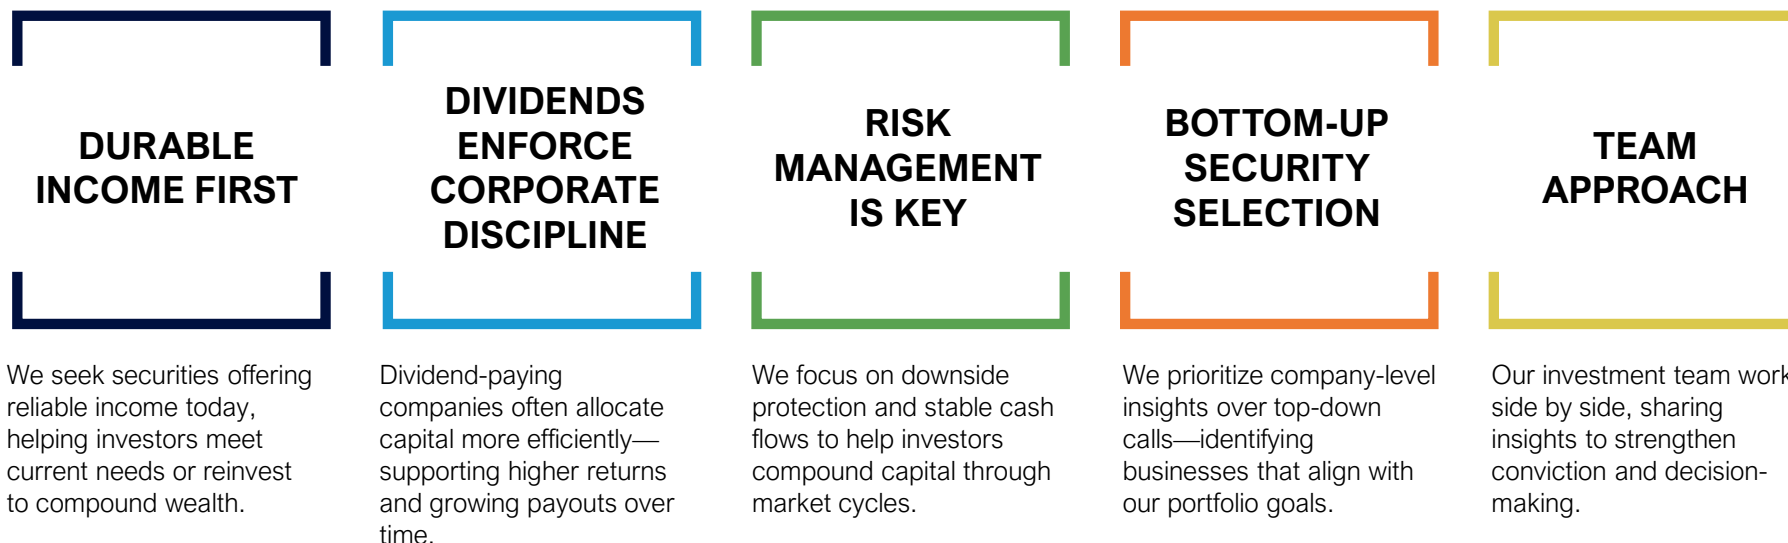 DURABLE
INCOME FIRST
We seek securities offering
reliable income today,
helping investors meet
current needs or reinvest
to compound wealth.
DIVIDENDS
ENFORCE
CORPORATE
DISCIPLINE
Dividend-paying
companies often allocate
capital more efficiently—
supporting higher returns
and growing payouts over
time.
RISK
MANAGEMENT
IS KEY
We focus on downside
protection and stable cash
flows to help investors
compound capital through
market cycles.
BOTTOM-UP
SECURITY
SELECTION
We prioritize company-level
insights over top-down
calls—identifying
businesses that align with
our portfolio goals.
TEAM
APPROACH
Our investment team work
side by side, sharing
insights to strengthen
conviction and decision-
making.